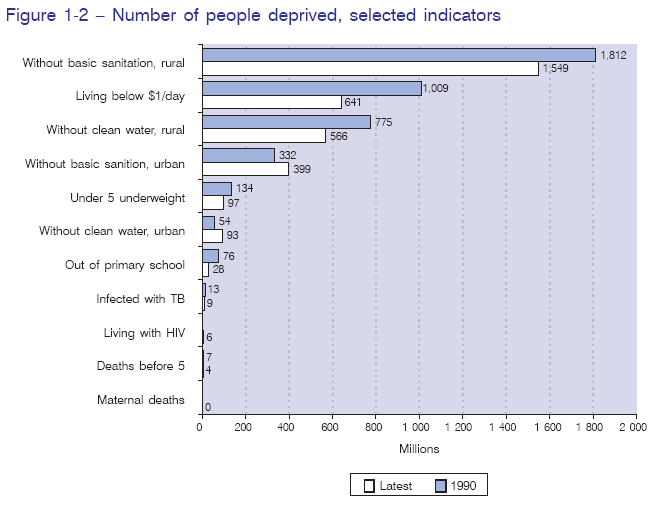 Figure 1-2 – Number of people deprived, selected indicators
Without basic sanitation, rural
1,812
1,549
Living below $1/day
1,009
641
Without clean water, rural
775
566
Without basic sanition, urban
332
399
Under 5 underweight
134
97
Without clean water, urban
54
93
Out of primary school
76
28
Infected with TB
13
9
Living with HIV
6
Deaths before 5
7
4
Maternal deaths
0
0 200 400 600 800 1 000 1 200 1 400 1 600 1 800 2 000
Millions
Latest 1990